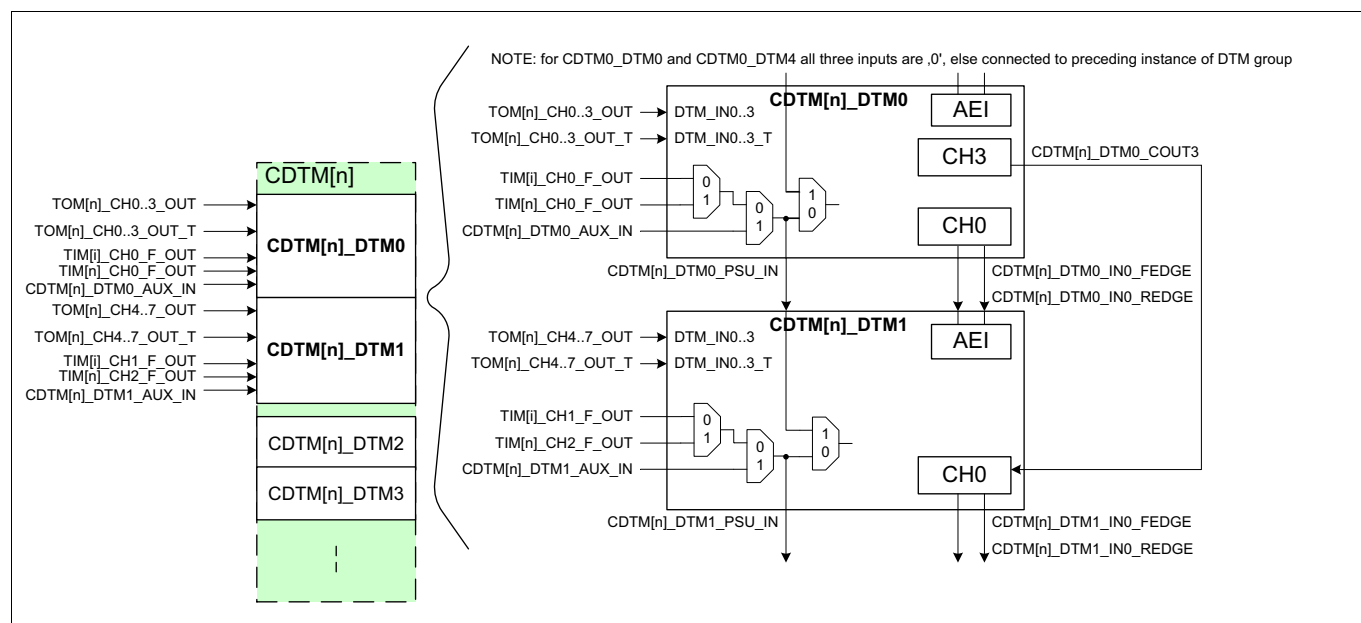 NOTE: for CDTM0_DTM0 and CDTM0_DTM4 all three inputs are ‚0', else connected to preceding instance of DTM group
CDTM[n]
TOM[n]_CH0..3_OUT
TOM[n]_CH0..3_OUT_T
TIM[i]_CH0_F_OUT
TIM[n]_CH0_F_OUT
CDTM[n]_DTM0_AUX_IN
CDTM[n]_DTM0
TOM[n]_CH4..7_OUT
TOM[n]_CH4..7_OUT_T
TIM[i]_CH1_F_OUT
TIM[n]_CH2_F_OUT
CDTM[n]_DTM1_AUX_IN
CDTM[n]_DTM1
CDTM[n]_DTM2
CDTM[n]_DTM3
CDTM[n]_DTM0
TOM[n]_CH0..3_OUT
DTM_IN0..3
TOM[n]_CH0..3_OUT_T
DTM_IN0..3_T
TIM[i]_CH0_F_OUT
TIM[n]_CH0_F_OUT
CDTM[n]_DTM0_AUX_IN
0
1
0
1
1
0
AEI
CH3
CH0
CDTM[n]_DTM0_COUT3
CDTM[n]_DTM0_PSU_IN
CDTM[n]_DTM0_IN0_FEDGE
CDTM[n]_DTM0_IN0_REDGE
CDTM[n]_DTM1
TOM[n]_CH4..7_OUT
DTM_IN0..3
TOM[n]_CH4..7_OUT_T
DTM_IN0..3_T
AEI
TIM[i]_CH1_F_OUT
TIM[n]_CH2_F_OUT
CDTM[n]_DTM1_AUX_IN
0
1
0
1
1
0
CH0
CDTM[n]_DTM1_PSU_IN
CDTM[n]_DTM1_IN0_FEDGE
CDTM[n]_DTM1_IN0_REDGE